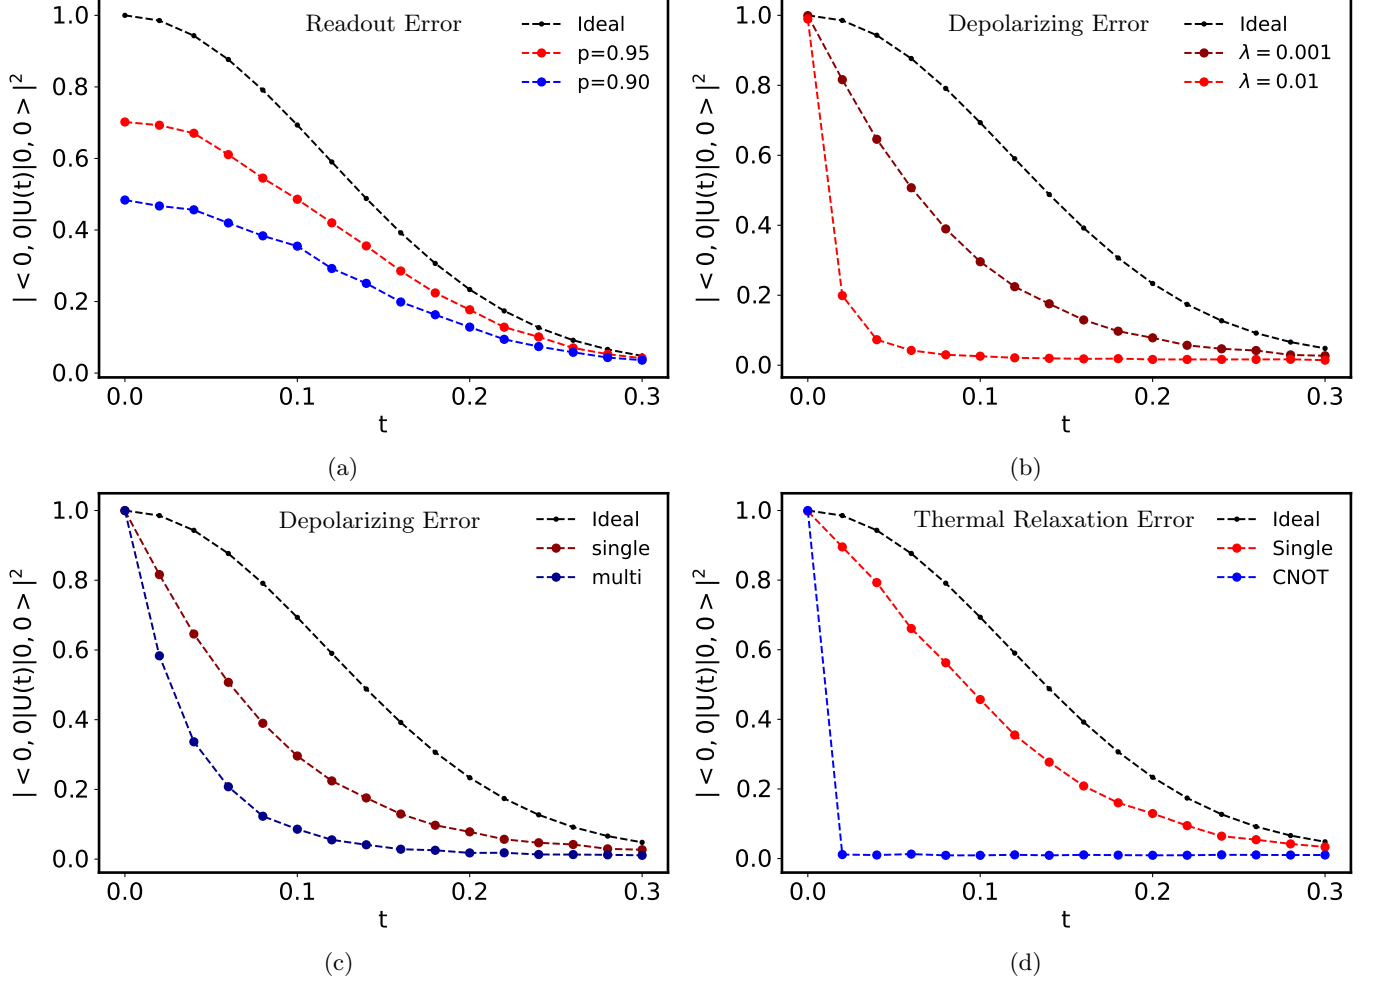 Readout Error
Ideal
p=0.95
p=0.90
1.0
0.8
0.6
0.4
0.2
0.0
|<0,0|U(t)|0,0>|²
0.0 0.1 0.2 0.3
t
(a)
Depolarizing Error
Ideal
λ=0.001
λ=0.01
1.0
0.8
0.6
0.4
0.2
0.0
|<0,0|U(t)|0,0>|²
0.0 0.1 0.2 0.3
t
(b)
Depolarizing Error
Ideal
single
multi
1.0
0.8
0.6
0.4
0.2
0.0
|<0,0|U(t)|0,0>|²
0.0 0.1 0.2 0.3
t
(c)
Thermal Relaxation Error
Ideal
Single
CNOT
1.0
0.8
0.6
0.4
0.2
0.0
|<0,0|U(t)|0,0>|²
0.0 0.1 0.2 0.3
t
(d)